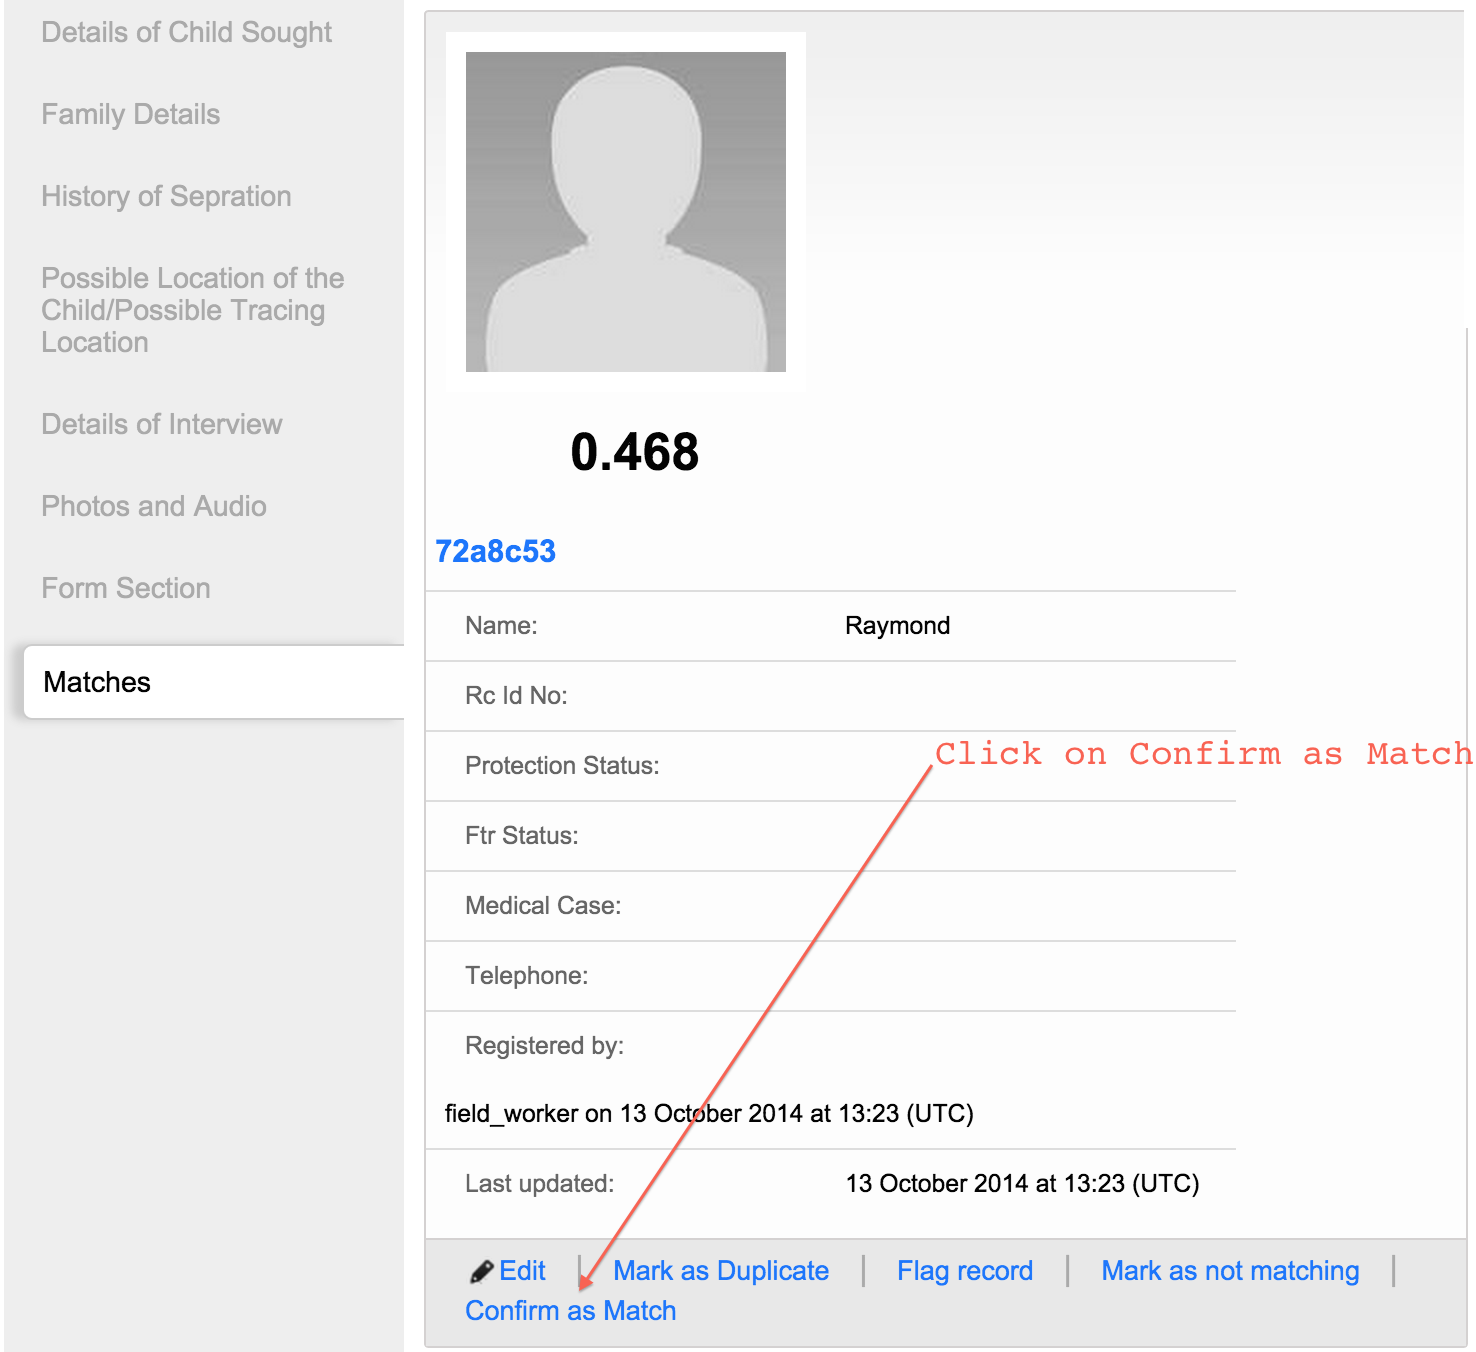 Details of Child Sought
Family Details
History of Sepration
Possible Location of the
Child/Possible Tracing
Location
Details of Interview
Photos and Audio
Form Section
Matches
0.468
72a8c53
Name: Raymond
Rc Id No:
Click on Confirm as Match
Protection Status:
Ftr Status:
Medical Case:
Telephone:
Registered by:
field_worker on 13 October 2014 at 13:23 (UTC)
Last updated: 13 October 2014 at 13:23 (UTC)
Edit | Mark as Duplicate | Flag record | Mark as not matching |
Confirm as Match